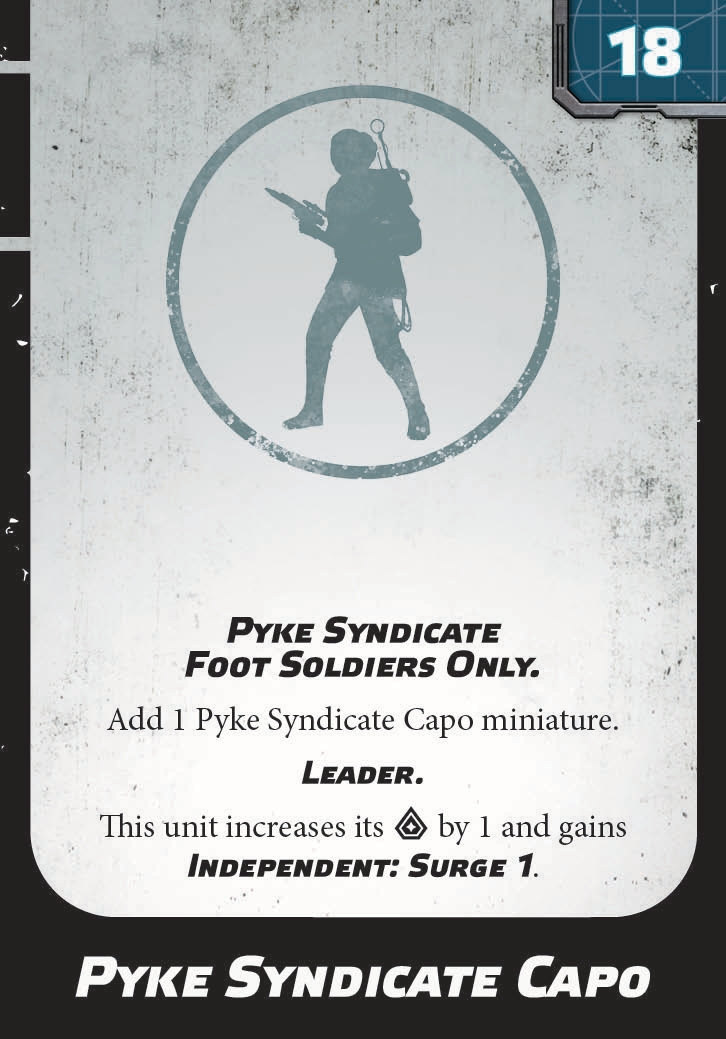 18
PYKE SYNDICATE
FOOT SOLDIERS ONLY.
Add 1 Pyke Syndicate Capo miniature.
LEADER.
This unit increases its by 1 and gains
INDEPENDENT: SURGE 1.
PYKE SYNDICATE CAPO